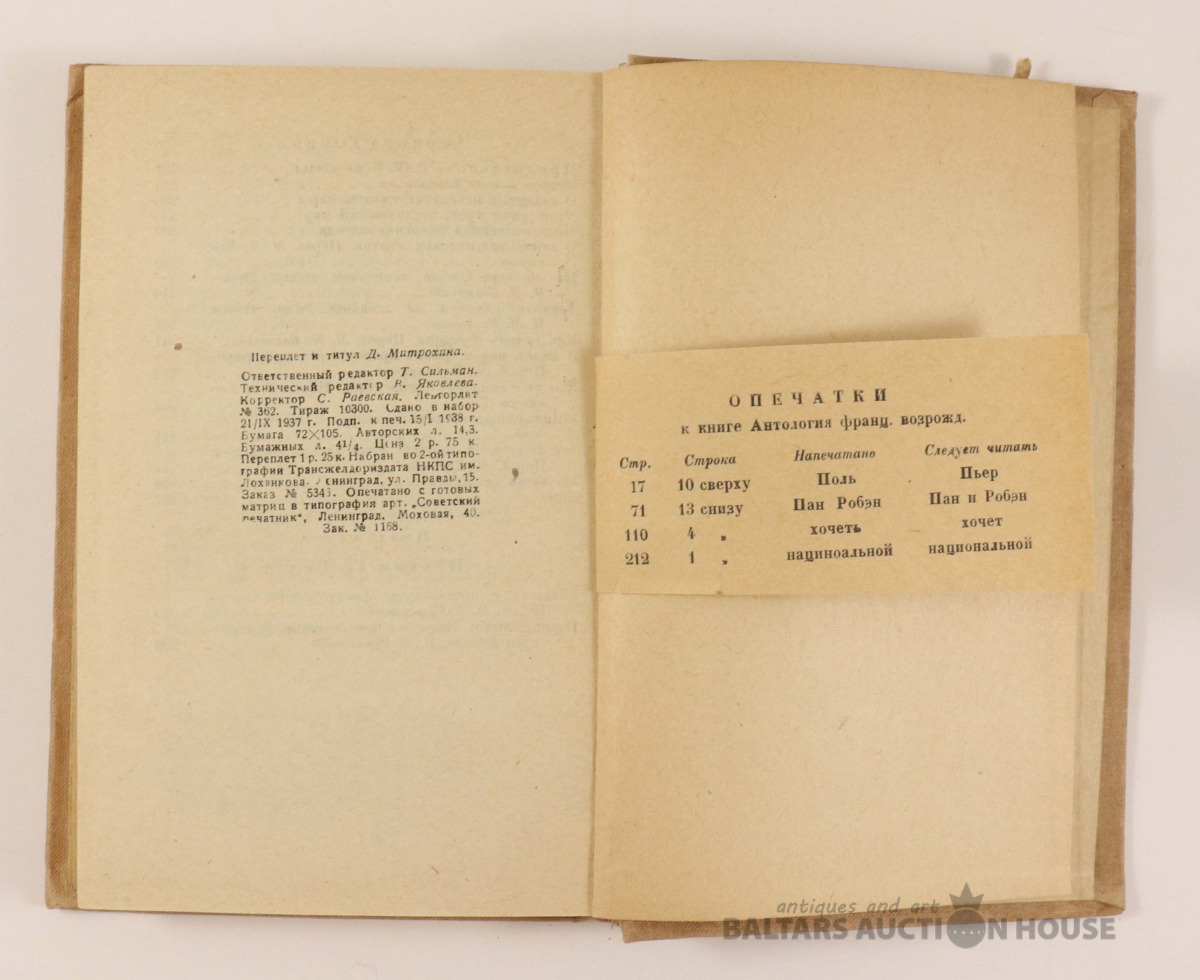 Переплет и титул Д. Митрохина.
Ответственный редактор Т. Сильман.
Технический редактор В. Яковлева.
Корректор С. Раевская. Ленгорлит
№ 362. Тираж 10300. Сдано в набор
21/IX 1937 г. Подп. к печ. 15/I 1938 г.
Бумага 72×105. Авторских л. 14,3.
Бумажных л. 4¹/₄. Цена 2 р. 75 к.
Переплет 1 р. 25 к. Набран во 2-ой типо-
графии Трансжелдориздата НКПС им.
Лоханкова. Ленинград, ул. Правды, 15.
Заказ № Опечатано с готовых
матриц в типография арт. „Советский
печатник", Ленинград, Моховая, 40.
Зак. № 1168.
ОПЕЧАТКИ
к книге Антология франц. возрожд.
Стр. Строка Напечатано Следует читать
17 10 сверху Поль Пьер
71 13 снизу Пан Робэн Пан и Робэн
110 4 „ хочеть хочет
212 1 „ нациноальной национальной
antiques and art
BALTARS AUCTION HOUSE